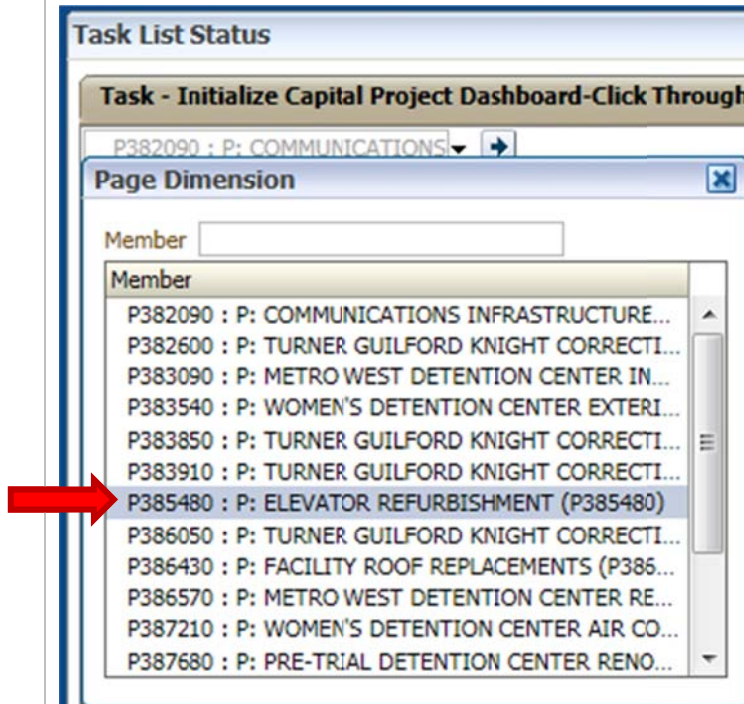 Task List Status
Task - Initialize Capital Project Dashboard-Click Through
P382090 : P: COMMUNICATIONS
Page Dimension
Member
Member
P382090 : P: COMMUNICATIONS INFRASTRUCTURE...
P382600 : P: TURNER GUILFORD KNIGHT CORRECTI...
P383090 : P: METRO WEST DETENTION CENTER IN...
P383540 : P: WOMEN'S DETENTION CENTER EXTERI...
P383850 : P: TURNER GUILFORD KNIGHT CORRECTI...
P383910 : P: TURNER GUILFORD KNIGHT CORRECTI...
P385480 : P: ELEVATOR REFURBISHMENT (P385480)
P386050 : P: TURNER GUILFORD KNIGHT CORRECTI...
P386430 : P: FACILITY ROOF REPLACEMENTS (P386...
P386570 : P: METRO WEST DETENTION CENTER RE...
P387210 : P: WOMEN'S DETENTION CENTER AIR CO...
P387680 : P: PRE-TRIAL DETENTION CENTER RENO...